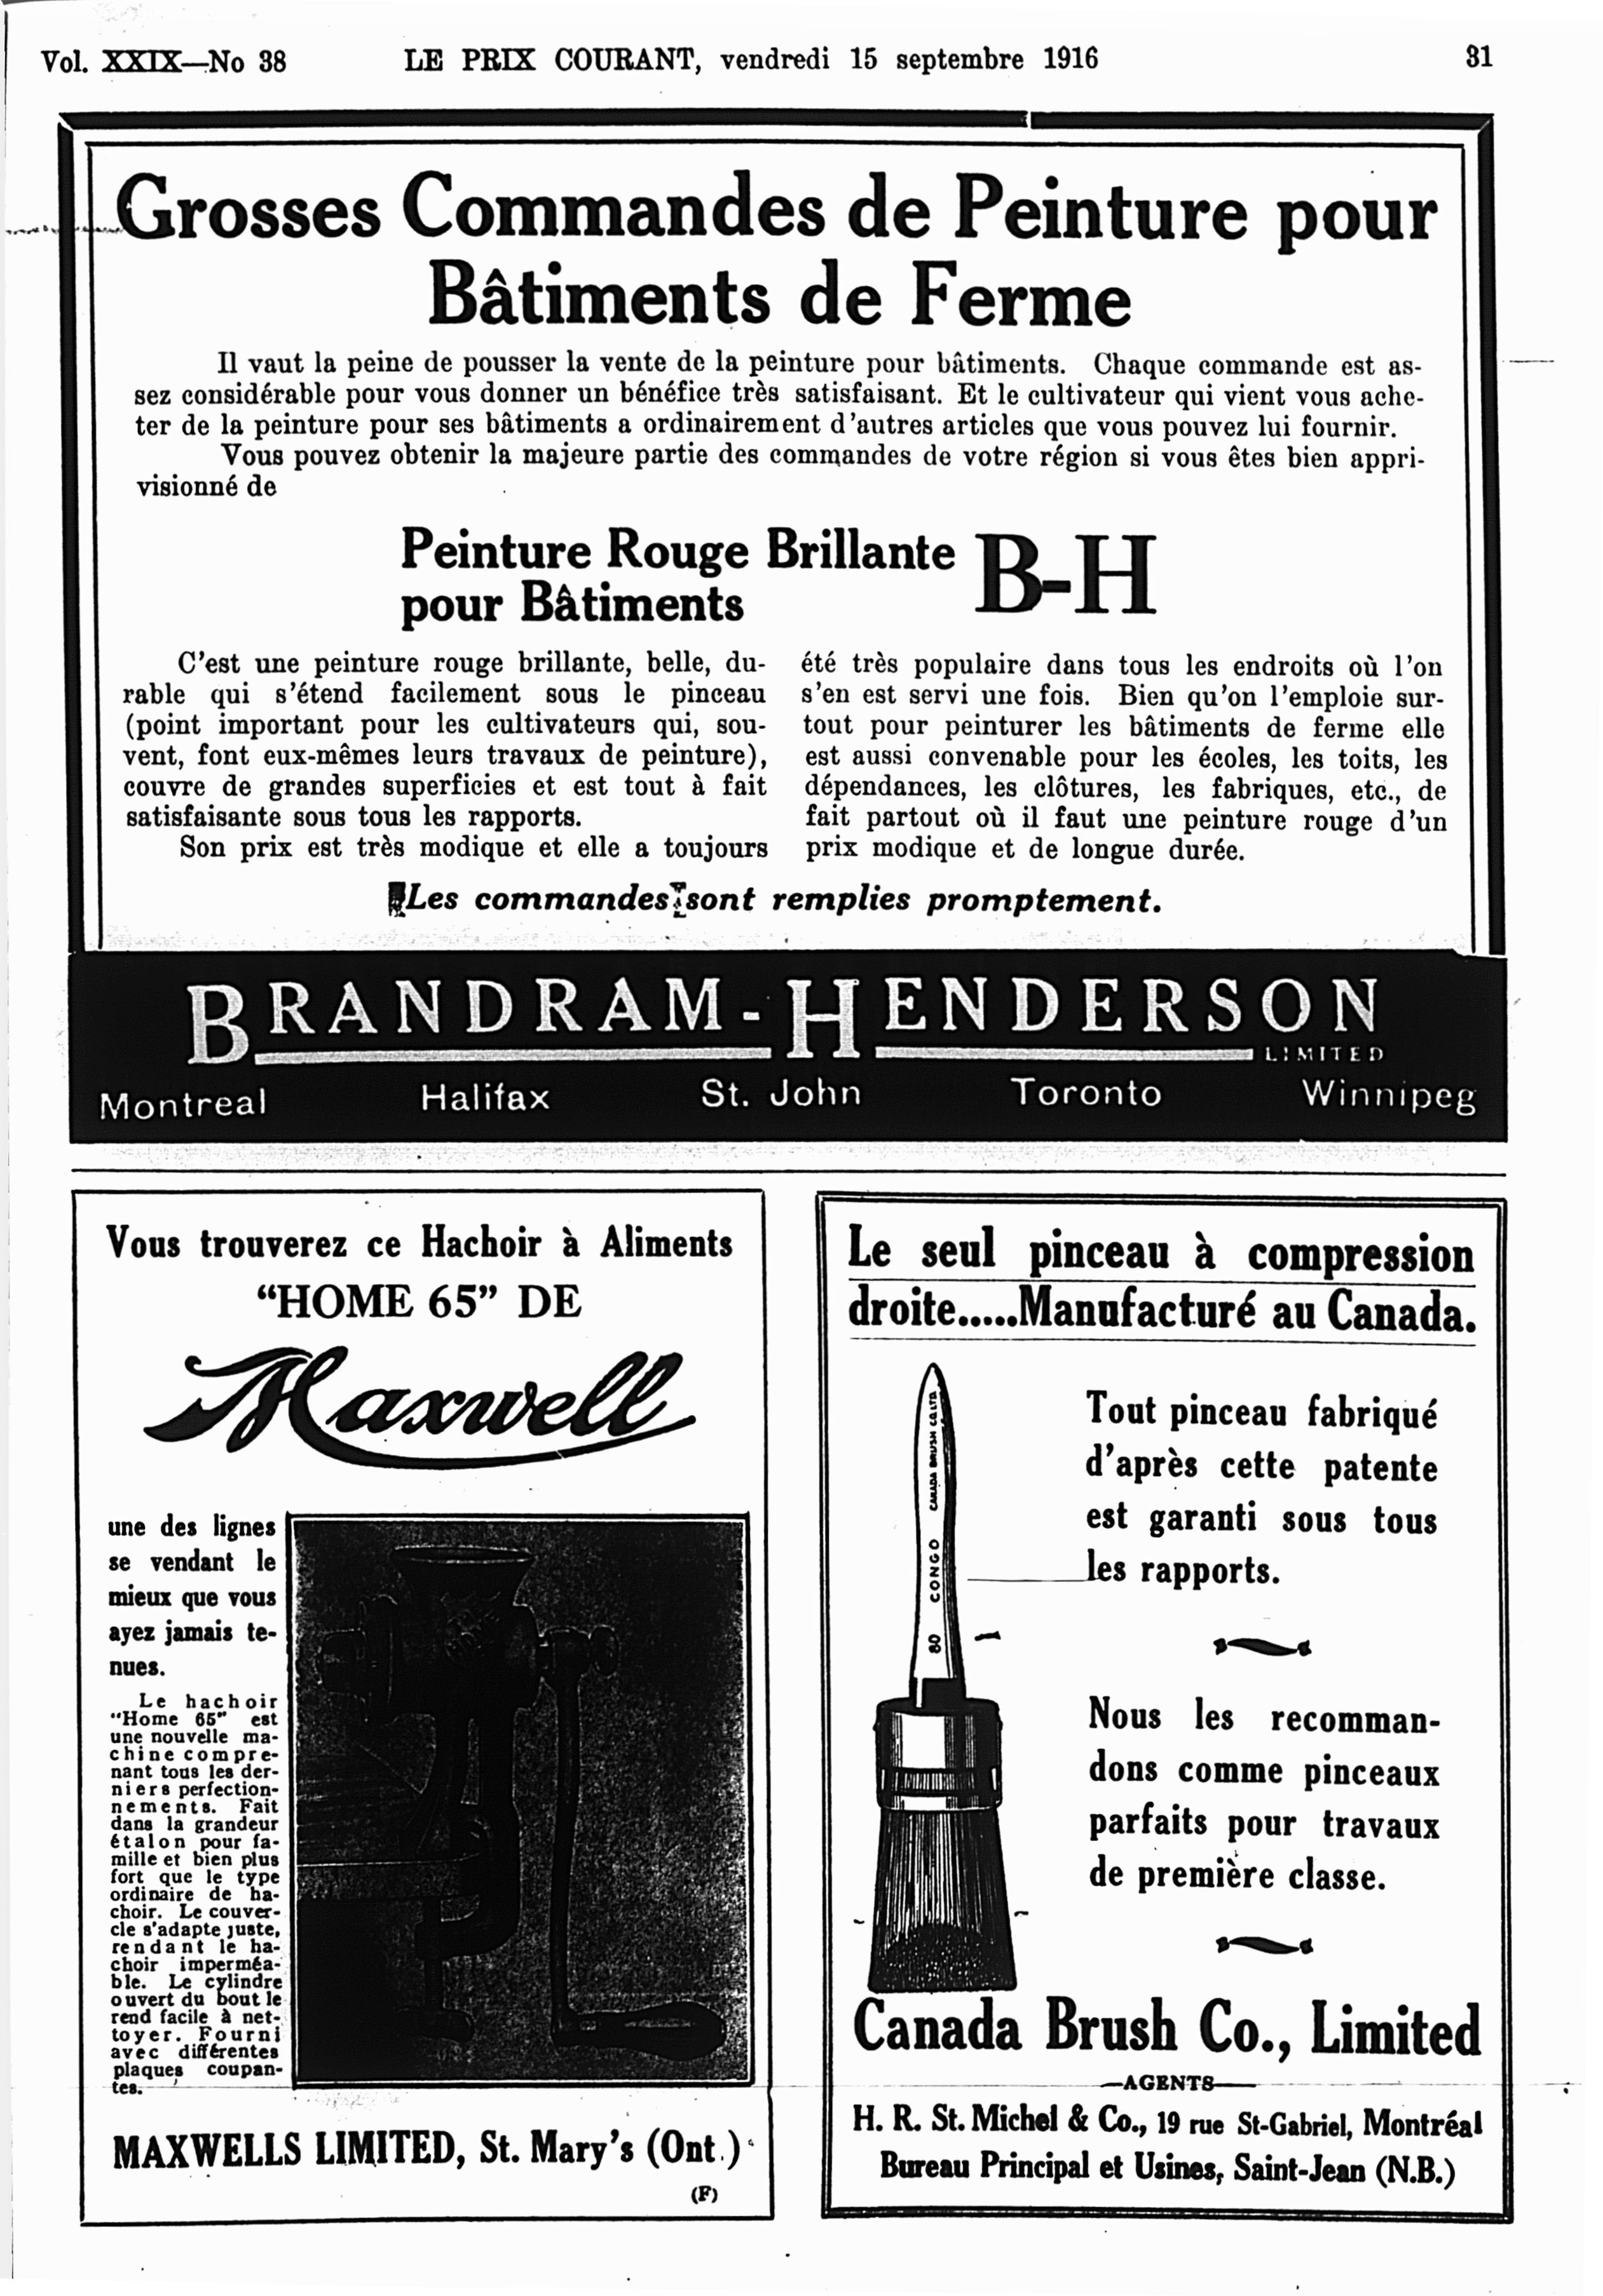 Vol. XXIX—No 38 LE PRIX COURANT, vendredi 15 septembre 1916 31
Grosses Commandes de Peinture pour
Bâtiments de Ferme
Il vaut la peine de pousser la vente de la peinture pour bâtiments. Chaque commande est as-
sez considérable pour vous donner un bénéfice très satisfaisant. Et le cultivateur qui vient vous ache-
ter de la peinture pour ses bâtiments a ordinairement d'autres articles que vous pouvez lui fournir.
Vous pouvez obtenir la majeure partie des commandes de votre région si vous êtes bien appri-
visionné de
Peinture Rouge Brillante B-H
pour Bâtiments
C'est une peinture rouge brillante, belle, du-
rable qui s'étend facilement sous le pinceau
(point important pour les cultivateurs qui, sou-
vent, font eux-mêmes leurs travaux de peinture),
couvre de grandes superficies et est tout à fait
satisfaisante sous tous les rapports.
Son prix est très modique et elle a toujours
été très populaire dans tous les endroits où l'on
s'en est servi une fois. Bien qu'on l'emploie sur-
tout pour peinturer les bâtiments de ferme elle
est aussi convenable pour les écoles, les toits, les
dépendances, les clôtures, les fabriques, etc., de
fait partout où il faut une peinture rouge d'un
prix modique et de longue durée.
Les commandes sont remplies promptement.
BRANDRAM-HENDERSON
LIMITED
Montreal Halifax St. John Toronto Winnipeg
Vous trouverez ce Hachoir à Aliments
“HOME 65” DE
Maxwell
une des lignes
se vendant le
mieux que vous
ayez jamais te-
nues.
Le hachoir
“Home 65” est
une nouvelle ma-
chine compre-
nant tous les der-
niers perfection-
nements. Fait
dans la grandeur
étalon pour fa-
mille et bien plus
fort que le type
ordinaire de ha-
choir. Le couver-
cle s'adapte juste,
rendant le ha-
choir imperméa-
ble. Le cylindre
ouvert du bout le
rend facile à net-
toyer. Fourni
avec différentes
plaques coupan-
tes.
MAXWELLS LIMITED, St. Mary's (Ont.)
(F)
Le seul pinceau à compression
droite.....Manufacturé au Canada.
CANADA BRUSH CO. LTD.
CONGO
80
Tout pinceau fabriqué
d'après cette patente
est garanti sous tous
les rapports.
Nous les recomman-
dons comme pinceaux
parfaits pour travaux
de première classe.
Canada Brush Co., Limited
—AGENTS—
H. R. St. Michel & Co., 19 rue St-Gabriel, Montréal
Bureau Principal et Usines, Saint-Jean (N.B.)